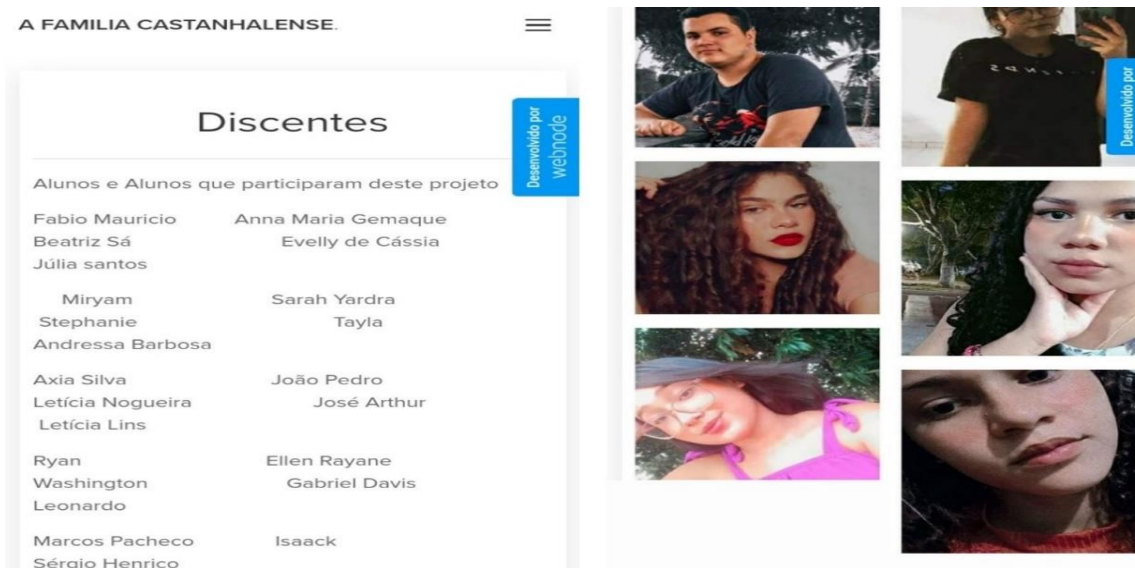 A FAMILIA CASTANHALENSE.
Discentes
Desenvolvido por
webnode
Alunos e Alunos que participaram deste projeto
Fabio Mauricio Anna Maria Gemaque
Beatriz Sá Evelly de Cássia
Júlia santos
Miryam Sarah Yardra
Stephanie Tayla
Andressa Barbosa
Axia Silva João Pedro
Letícia Nogueira José Arthur
Letícia Lins
Ryan Ellen Rayane
Washington Gabriel Davis
Leonardo
Marcos Pacheco Isaack
Sérgio Henrico
Desenvolvido por